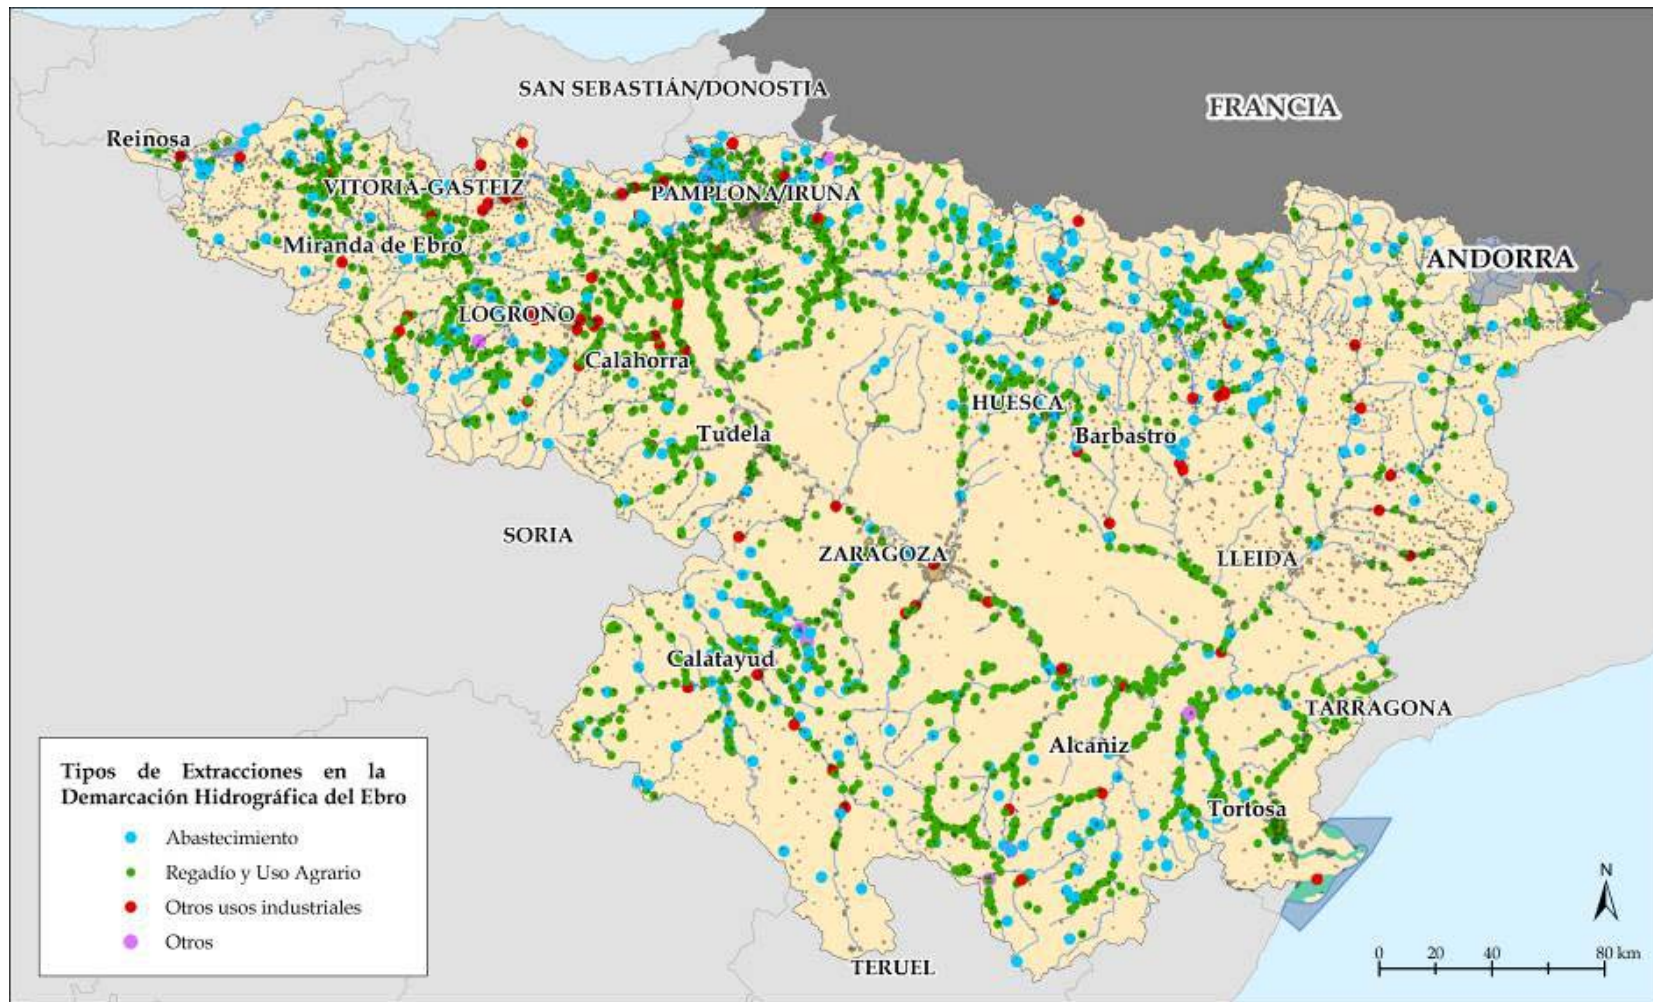 SAN SEBASTIÁN/DONOSTIA
FRANCIA
Reinosa
VITORIA-GASTEIZ
PAMPLONA/IRUÑA
Miranda de Ebro
ANDORRA
LOGROÑO
Calahorra
HUESCA
Tudela
Barbastro
SORIA
ZARAGOZA
LLEIDA
Calatayud
TARRAGONA
Alcañiz
Tortosa
TERUEL
Tipos de Extracciones en la
Demarcación Hidrográfica del Ebro
Abastecimiento
Regadío y Uso Agrario
Otros usos industriales
Otros
N
0 20 40 80 km